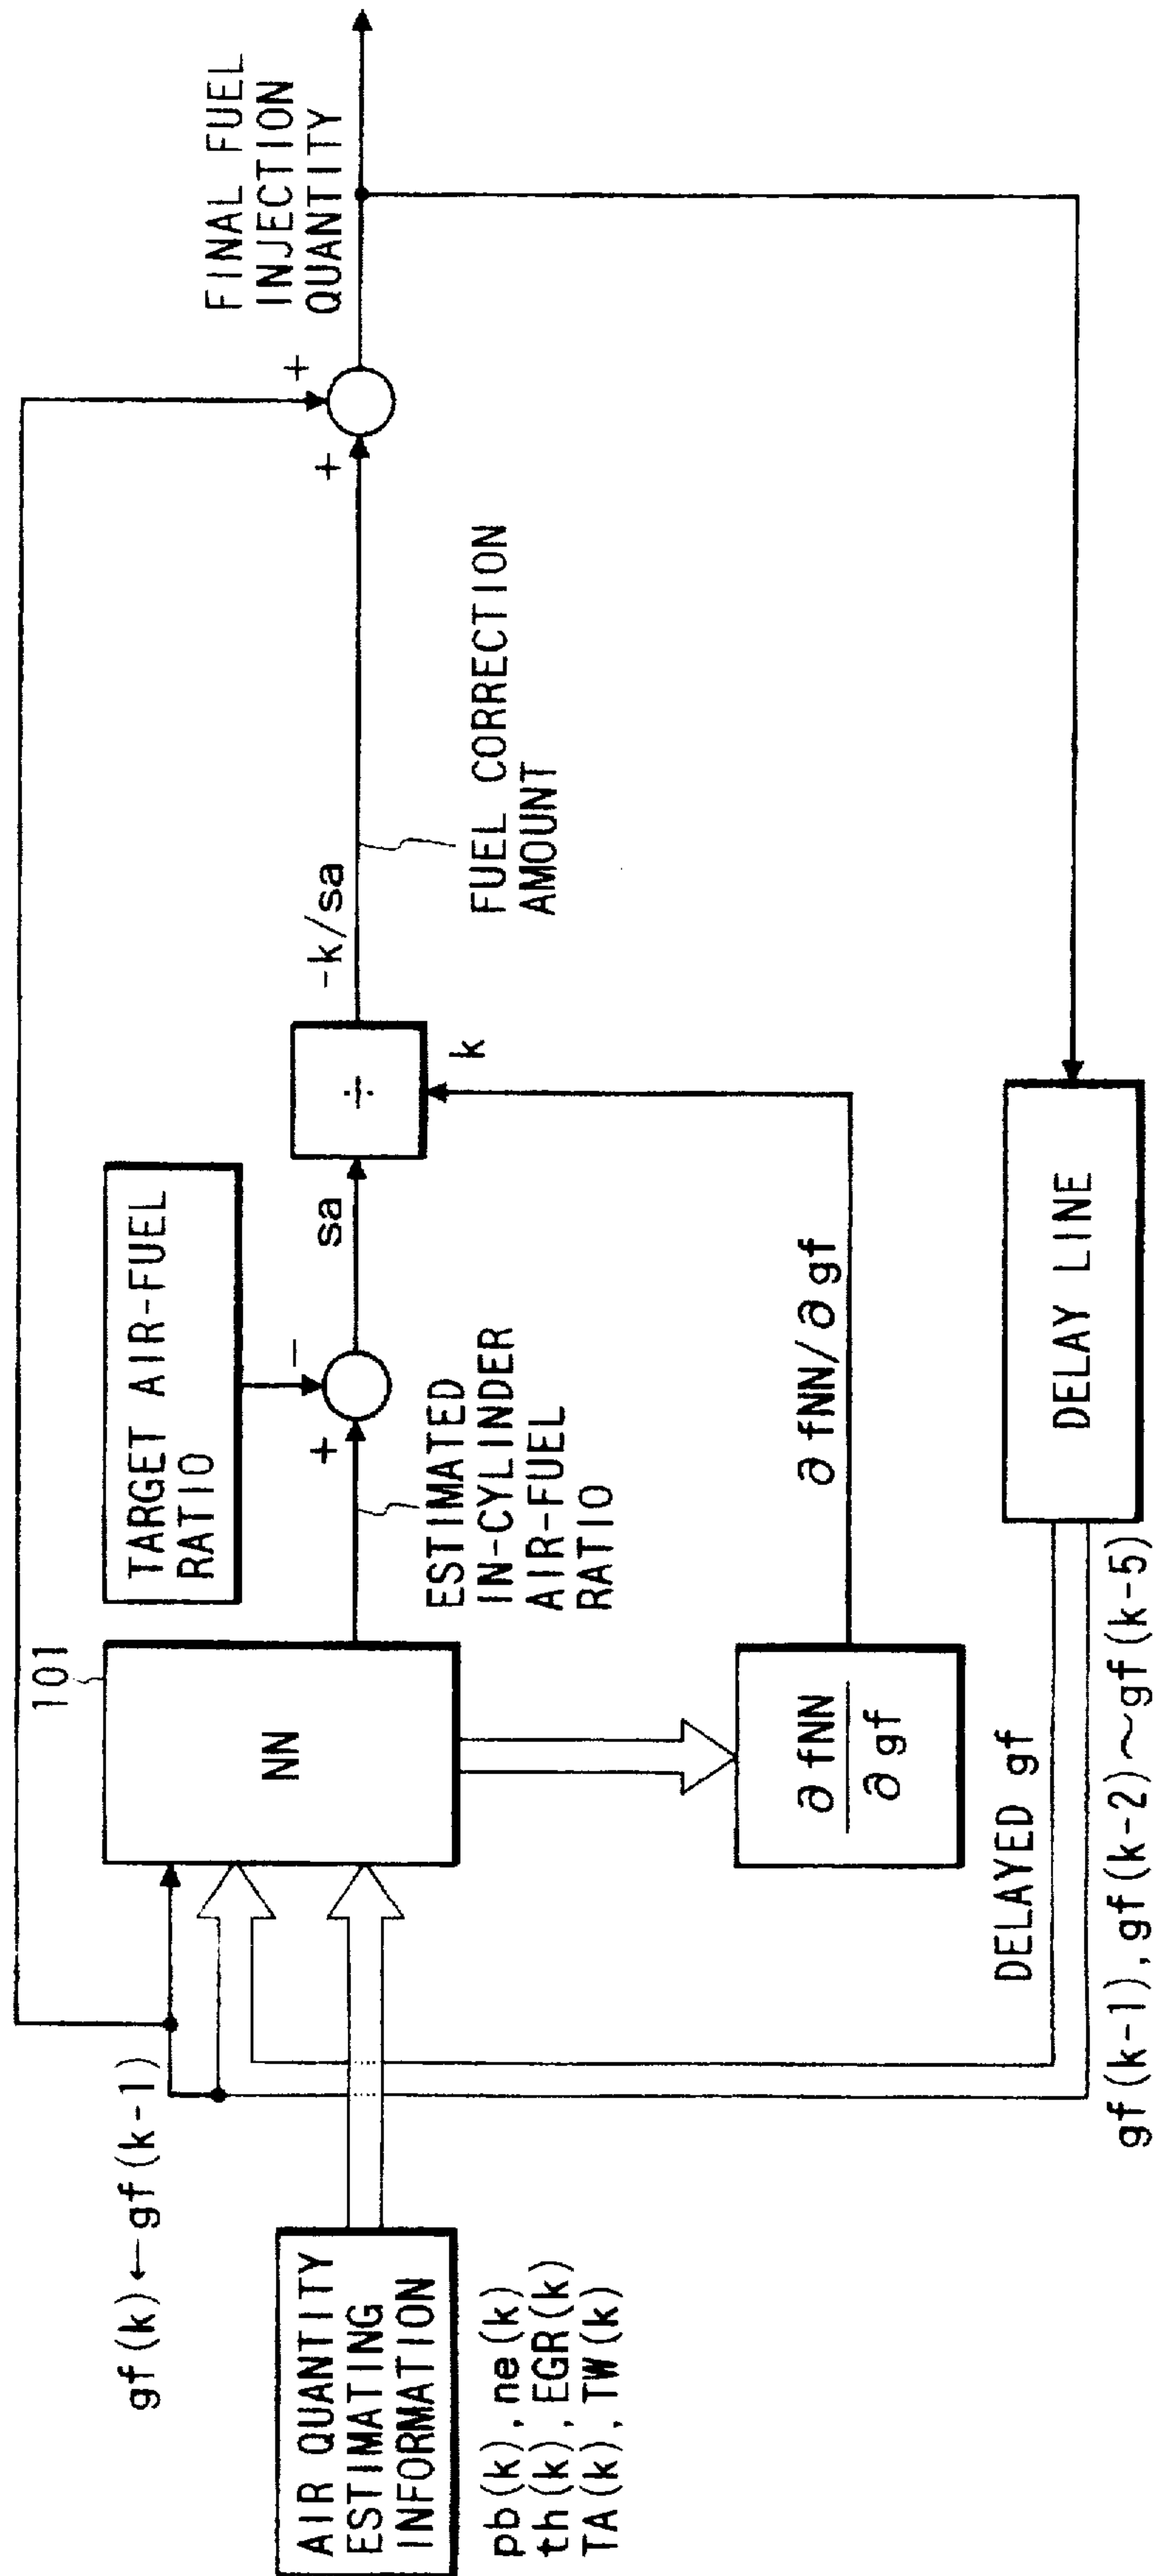 gf(k)←gf(k-1)
AIR QUANTITY
ESTIMATING
INFORMATION
pb(k), ne(k)
th(k), EGR(k)
TA(k), TW(k)
101
NN
TARGET AIR-FUEL
RATIO
+
−
ESTIMATED
IN-CYLINDER
AIR-FUEL
RATIO
sa
÷
k
-k/sa
FUEL CORRECTION
AMOUNT
+
+
FINAL FUEL
INJECTION
QUANTITY
∂fNN
∂gf
∂fNN/∂gf
DELAYED gf
gf(k-1), gf(k-2)～gf(k-5)
DELAY LINE